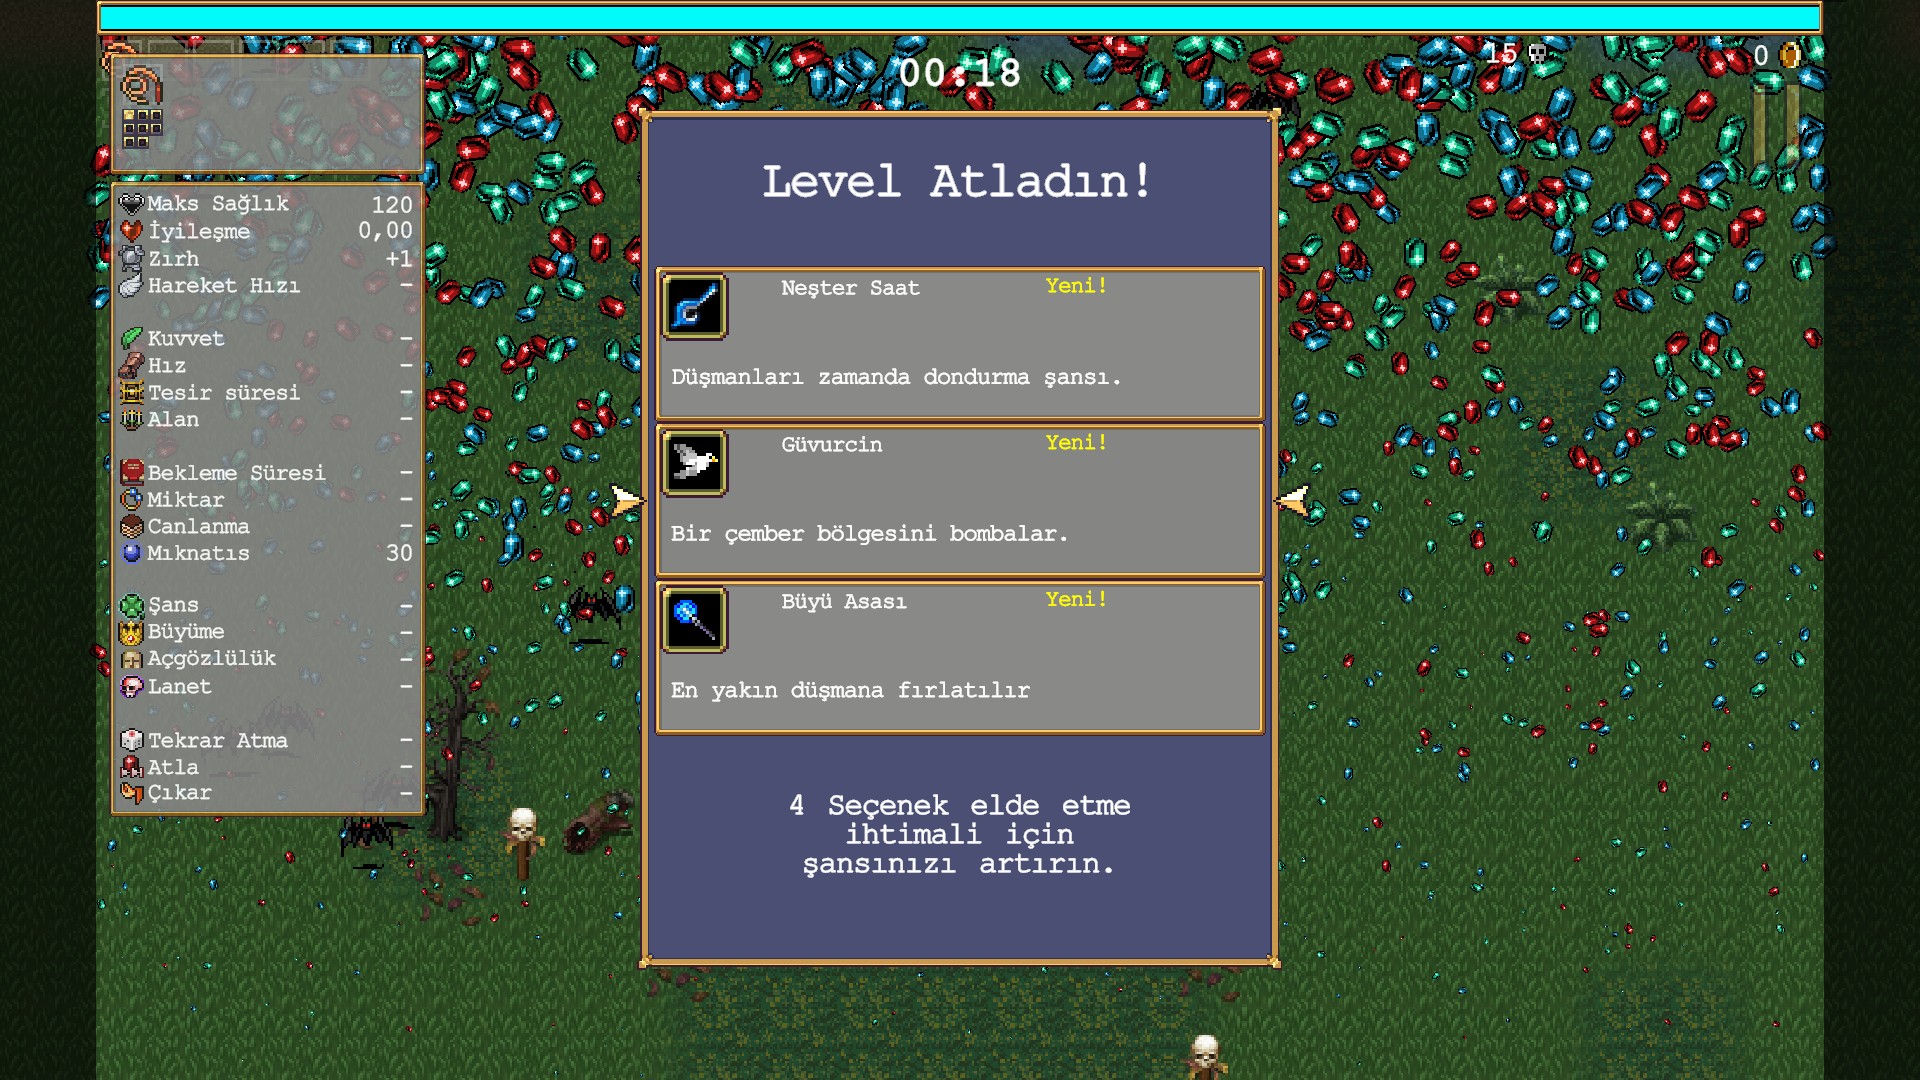 00:18
15
0
Maks Sağlık 120
İyileşme 0,00
Zırh +1
Hareket Hızı –
Kuvvet –
Hız –
Tesir süresi –
Alan –
Bekleme Süresi –
Miktar –
Canlanma –
Mıknatıs 30
Şans –
Büyüme –
Açgözlülük –
Lanet –
Tekrar Atma –
Atla –
Çıkar –
Level Atladın!
Neşter Saat Yeni!
Düşmanları zamanda dondurma şansı.
Güvurcin Yeni!
Bir çember bölgesini bombalar.
Büyü Asası Yeni!
En yakın düşmana fırlatılır
4 Seçenek elde etme
ihtimali için
şansınızı artırın.